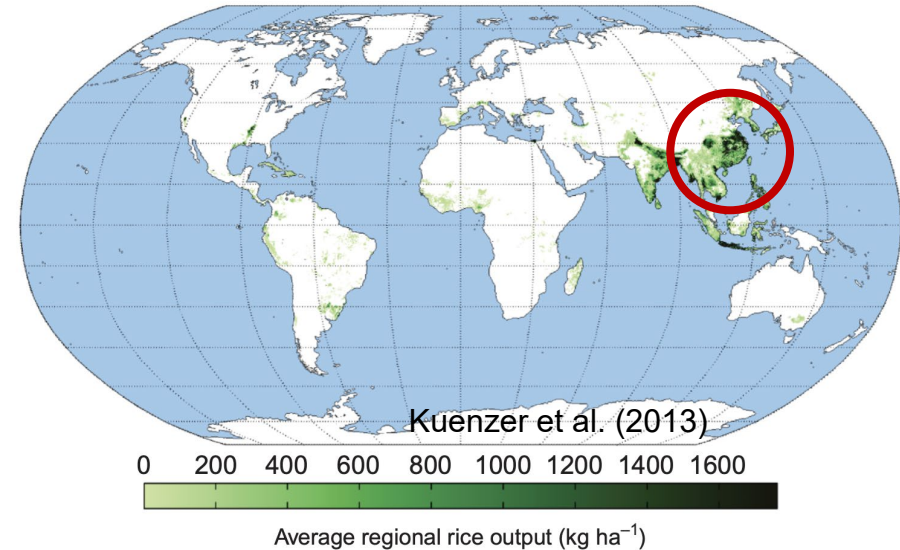 Kuenzer et al. (2013)
0 200 400 600 800 1000 1200 1400 1600
Average regional rice output (kg ha⁻¹)